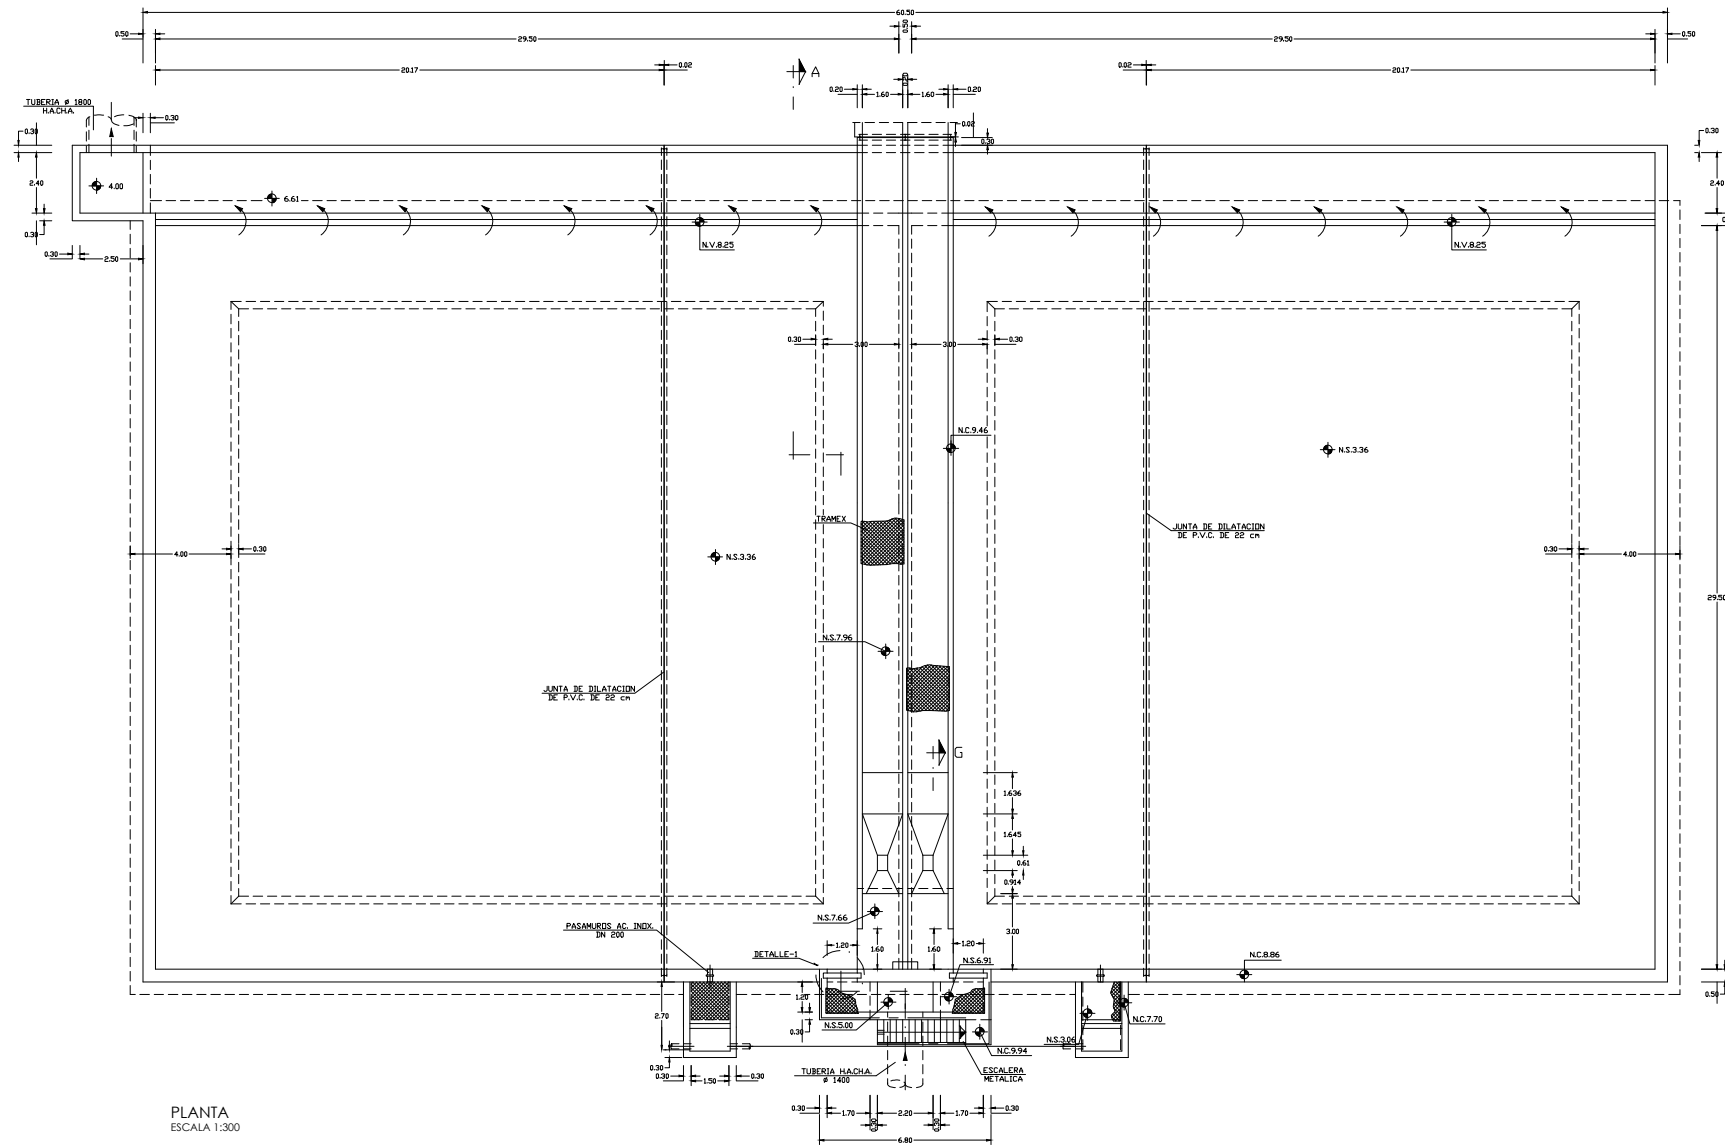 60.50
0.50
0.50
29.50
29.50
0.50
20.17
0.02
A
0.02
20.17
0.20
1.60
1.60
0.20
TUBERIA ø 1800
H.A.CH.A.
0.30
0.02
0.30
0.30
0.30
4.00
2.40
6.61
2.40
0.30
N.V.8.25
N.V.8.25
0.30
2.50
0.30
3.00
3.00
0.30
N.C.9.46
N.S.3.36
TRAMEX
JUNTA DE DILATACION
DE P.V.C. DE 22 cm
4.00
0.30
N.S.3.36
0.30
4.00
29.50
N.S.7.96
JUNTA DE DILATACION
DE P.V.C. DE 22 cm
G
1.636
1.645
0.61
0.914
N.S.7.66
3.00
PASAMUROS AC. INOX.
DN 200
1.20
1.60
1.60
1.20
DETALLE-1
N.S.6.91
N.C.8.86
0.50
2.70
1.20
N.S.5.00
0.30
N.C.7.70
N.S.3.06
N.C.9.94
0.30
0.30
1.50
0.30
TUBERIA H.A.CH.A.
ø 1400
ESCALERA
METALICA
0.30
1.70
2.20
1.70
0.30
0.30
0.30
6.80
PLANTA
ESCALA 1:300